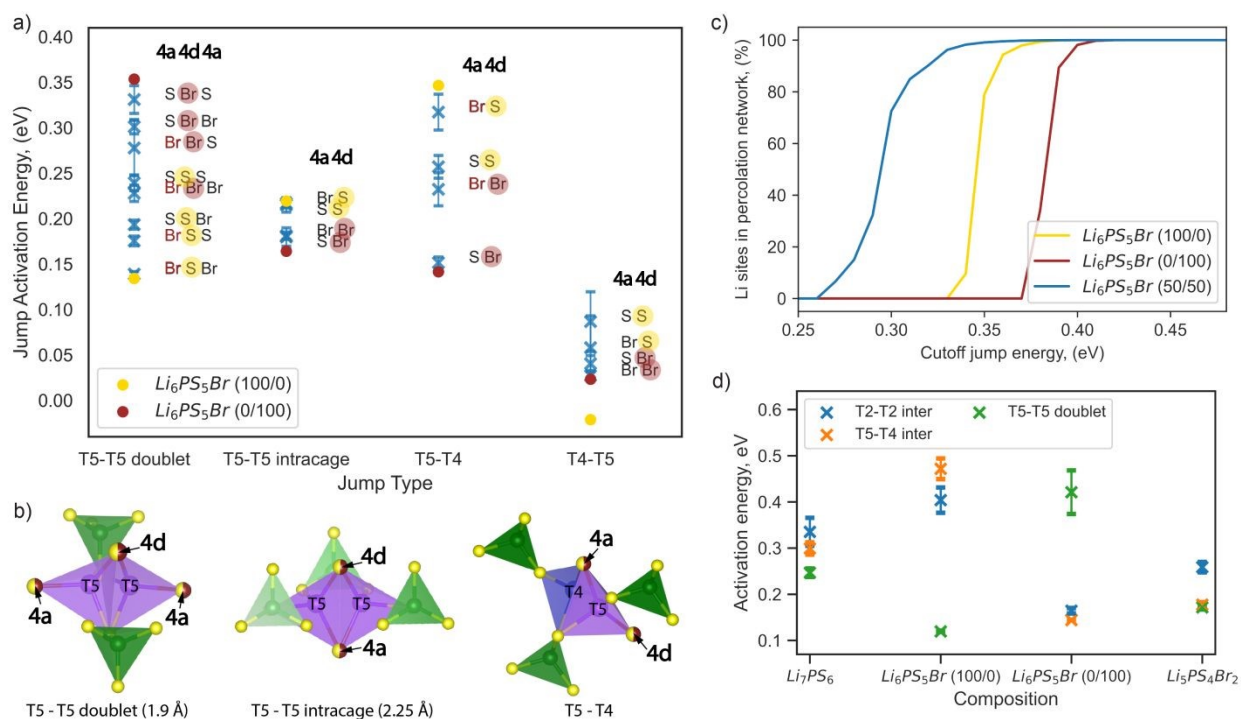 a)
0.40
0.35
0.30
0.25
0.20
0.15
0.10
0.05
0.00
Jump Activation Energy, (eV)
4a 4d 4a
S Br S
S Br Br
Br Br S
S S S
Br Br Br
S S Br
Br S S
Br S Br
4a 4d
Br S
S S
Br Br
S Br
4a 4d
Br S
S S
Br Br
S Br
4a 4d
S S
Br S
S Br
Br Br
Li₆PS₅Br (100/0)
Li₆PS₅Br (0/100)
T5-T5 doublet
T5-T5 intracage
T5-T4
T4-T5
Jump Type
b)
4d
T5 T5
4a
4a
T5 - T5 doublet (1.9 Å)
4d
T5 T5
4a
T5 - T5 intracage (2.25 Å)
4a
T4
T5
4d
T5 - T4
c)
Li sites in percolation network, (%)
100
80
60
40
20
0
Li₆PS₅Br (100/0)
Li₆PS₅Br (0/100)
Li₆PS₅Br (50/50)
0.25 0.30 0.35 0.40 0.45
Cutoff jump energy, (eV)
d)
Activation energy, eV
0.6
0.5
0.4
0.3
0.2
0.1
T2-T2 inter
T5-T4 inter
T5-T5 doublet
Li₇PS₆
Li₆PS₅Br (100/0)
Li₆PS₅Br (0/100)
Li₅PS₄Br₂
Composition